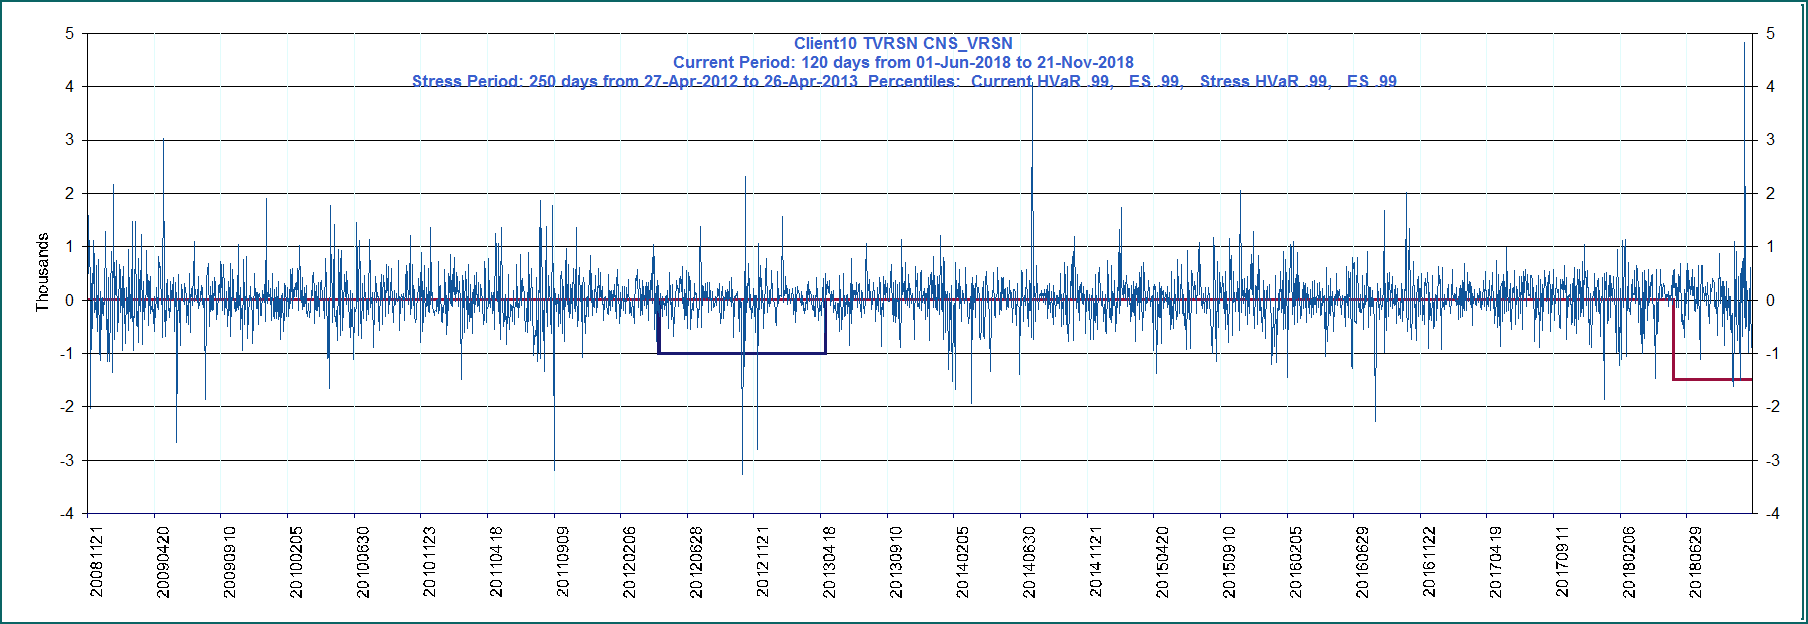 Client10 TVRSN CNS_VRSN
Current Period: 120 days from 01-Jun-2018 to 21-Nov-2018
Stress Period: 250 days from 27-Apr-2012 to 26-Apr-2013 Percentiles: Current HVaR .99, ES .99, Stress HVaR .99, ES .99
5 5
4 4
3 3
2 2
1 1
0 0
-1 -1
-2 -2
-3 -3
-4 -4
Thousands
20081121 20090420 20090910 20100205 20100630 20101123 20110418 20110909 20120206 20120628 20121121 20130418 20130910 20140205 20140630 20141121 20150420 20150910 20160205 20160629 20161122 20170419 20170911 20180206 20180629